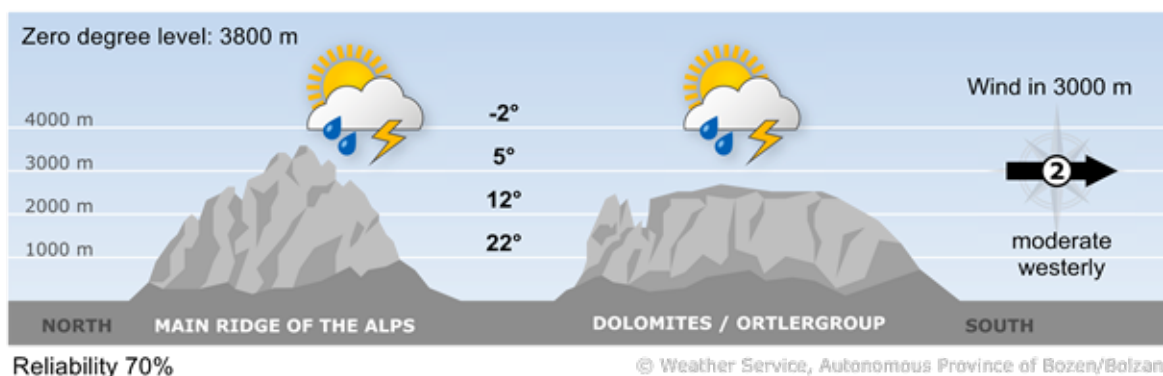 Zero degree level: 3800 m
Wind in 3000 m
4000 m
-2°
3000 m
5°
2
2000 m
12°
1000 m
22°
moderate
westerly
NORTH
MAIN RIDGE OF THE ALPS
DOLOMITES / ORTLERGROUP
SOUTH
Reliability 70%
© Weather Service, Autonomous Province of Bozen/Bolzan